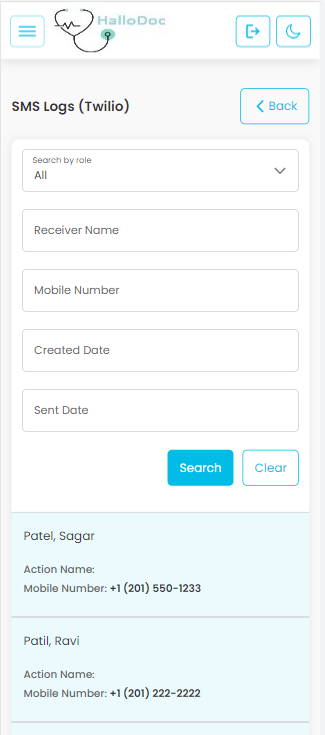 HalloDoc
SMS Logs (Twilio)
Back
Search by role
All
Receiver Name
Mobile Number
Created Date
Sent Date
Search
Clear
Patel, Sagar
Action Name:
Mobile Number: +1 (201) 550-1233
Patil, Ravi
Action Name:
Mobile Number: +1 (201) 222-2222